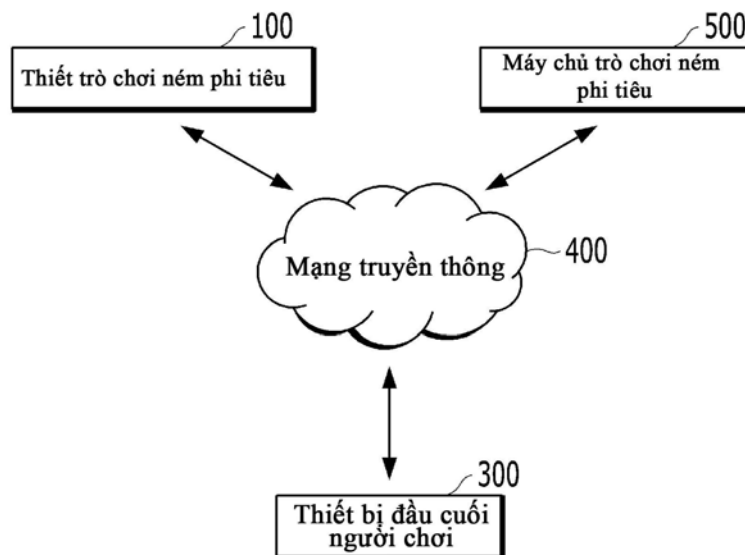 100
Thiết trò chơi ném phi tiêu
500
Máy chủ trò chơi ném
phi tiêu
Mạng truyền thông
400
300
Thiết bị đầu cuối
người chơi